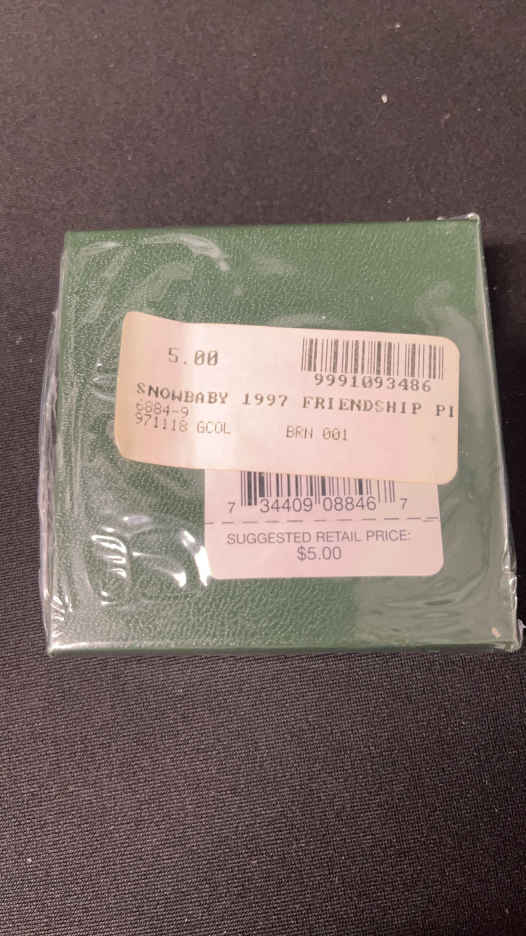 5.00
9991093486
SNOWBABY 1997 FRIENDSHIP PI
6884-9
971118 GCOL BRN 001
7 34409 08846 7
SUGGESTED RETAIL PRICE:
$5.00